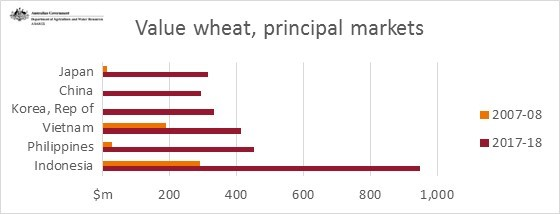 Australian Government
Department of Agriculture and Water Resources
ABARES
Value wheat, principal markets
Japan
China
Korea, Rep of
Vietnam
Philippines
Indonesia
$m
200
400
600
800
1,000
2007-08
2017-18